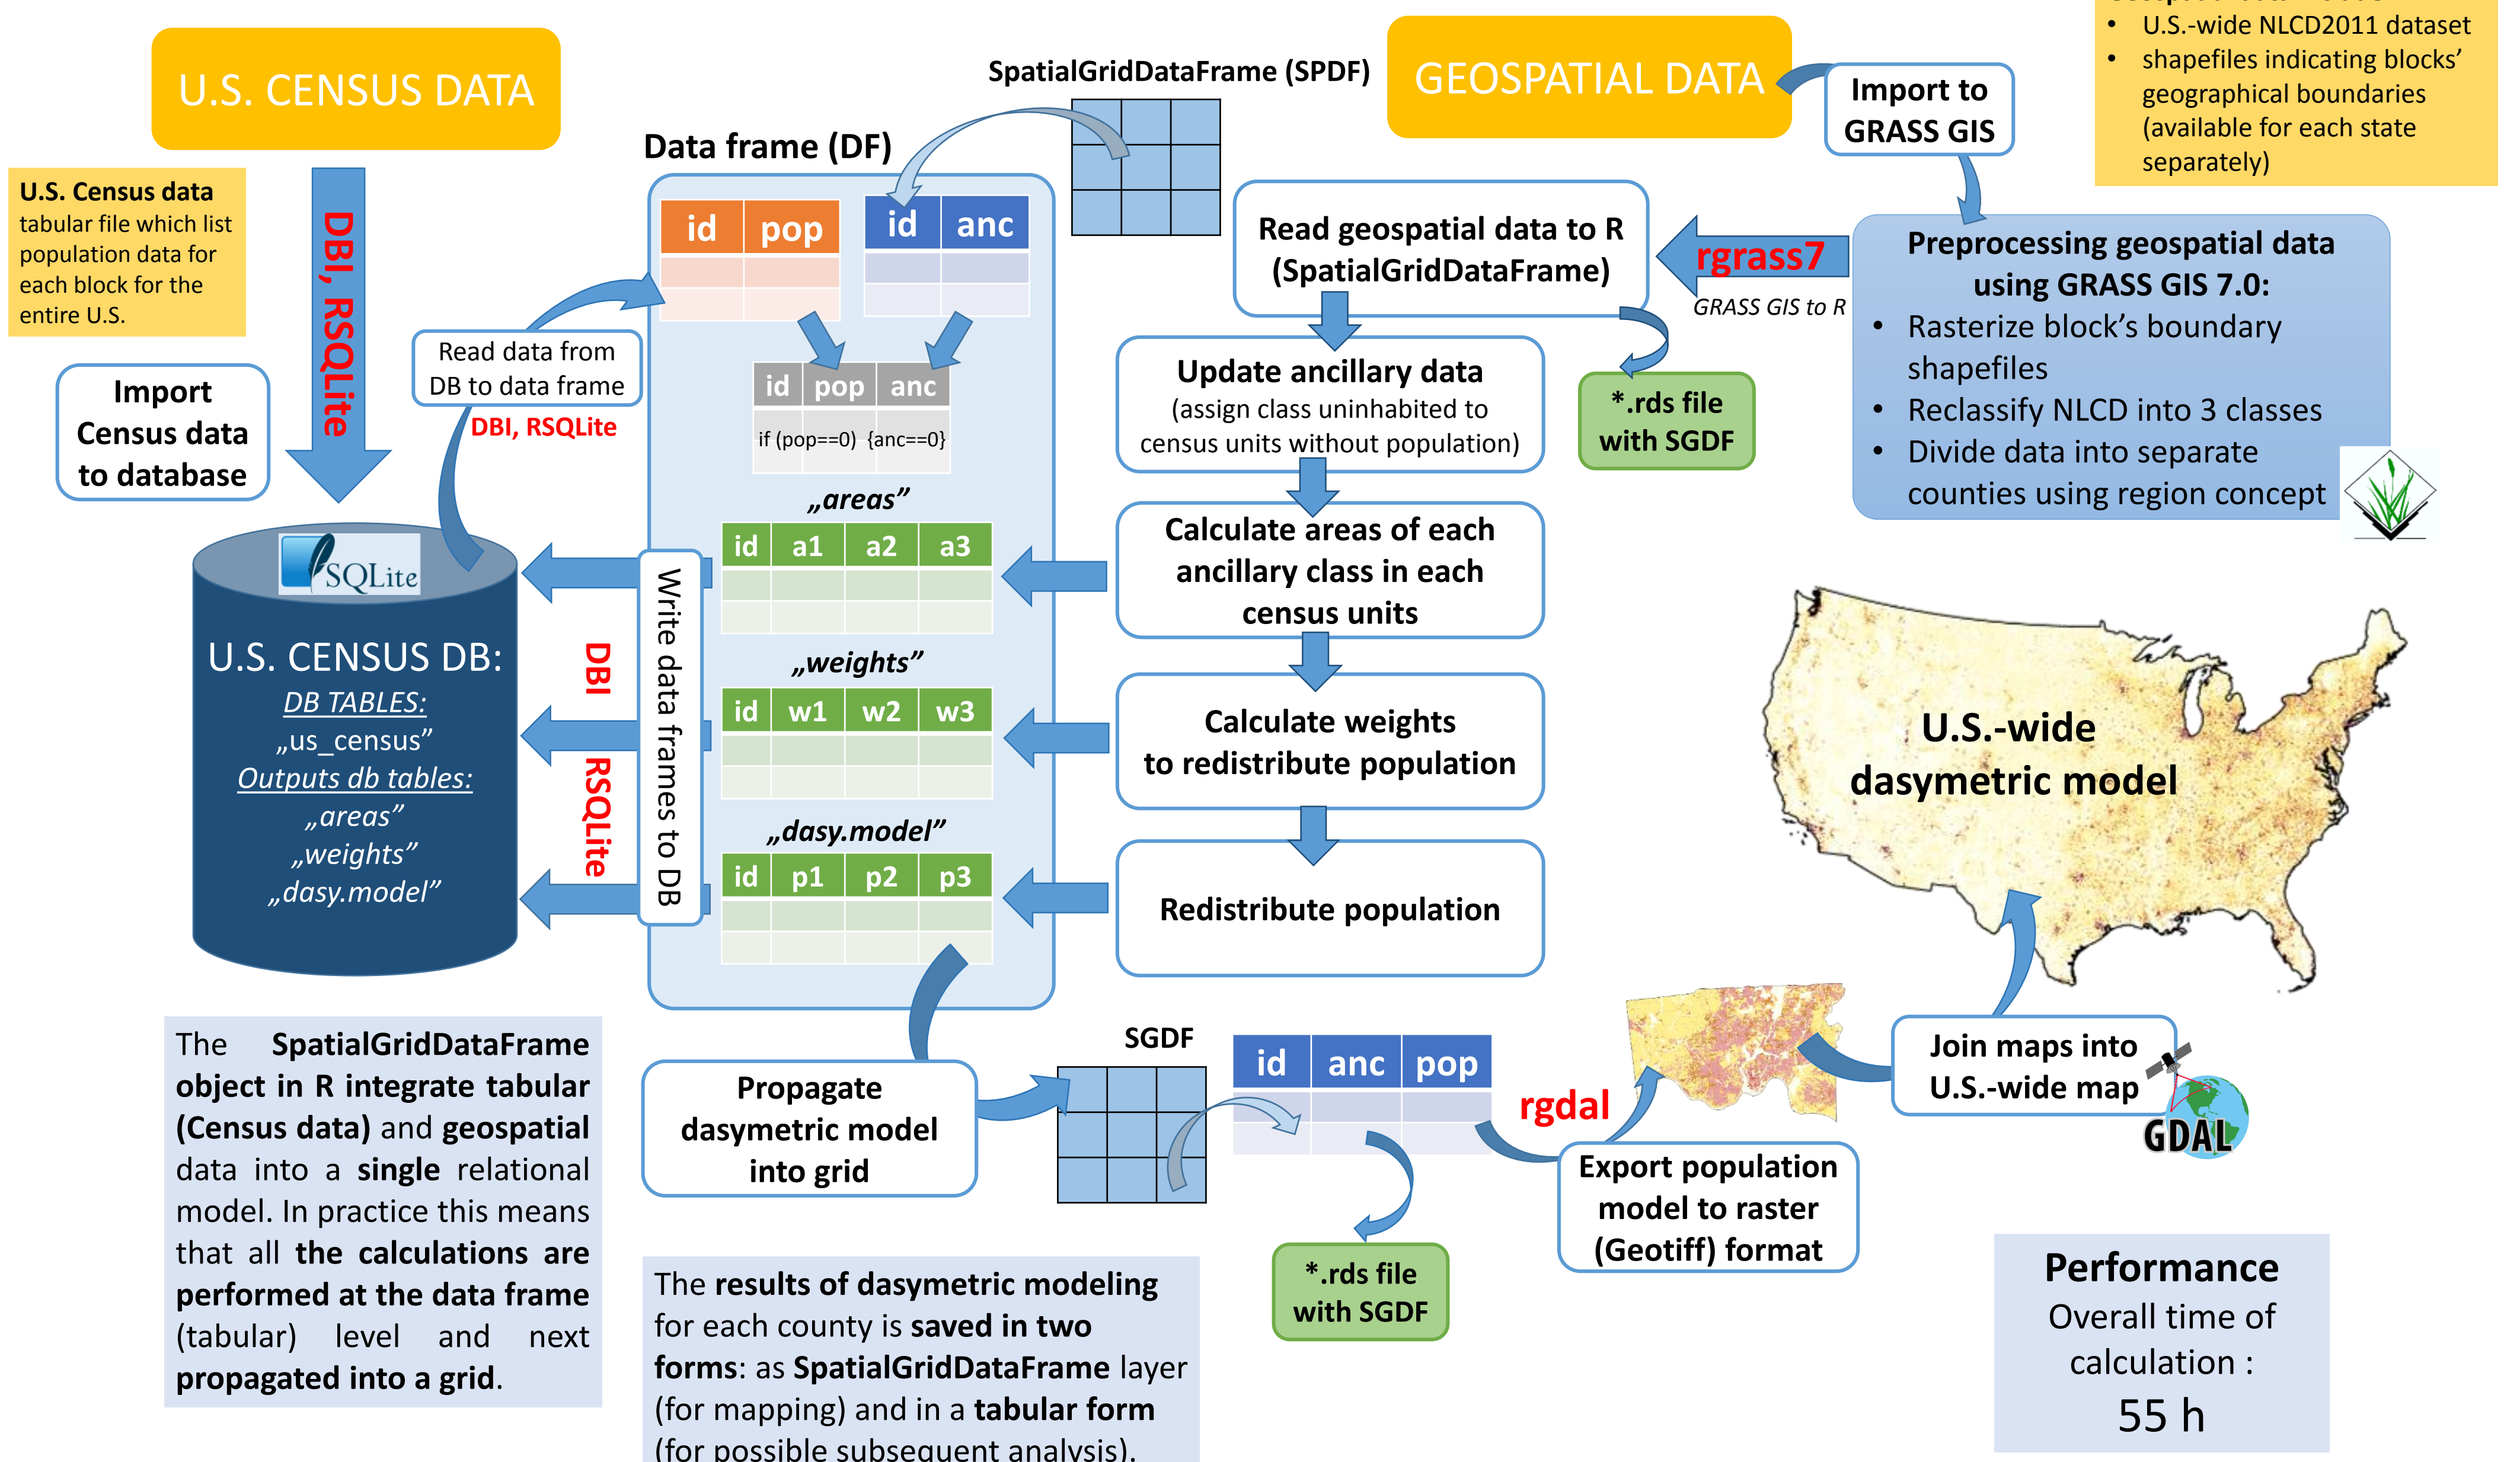 U.S. CENSUS DATA
U.S. Census data
tabular file which list
population data for
each block for the
entire U.S.
Import
Census data
to database
DBI, RSQLite
Read data from
DB to data frame
DBI, RSQLite
SQLite
U.S. CENSUS DB:
DB TABLES:
„us_census”
Outputs db tables:
„areas”
„weights”
„dasy.model”
DBI
RSQLite
Write data frames to DB
Data frame (DF)
SpatialGridDataFrame (SPDF)
id pop
id anc
id pop anc
if (pop==0) {anc==0}
„areas”
id a1 a2 a3
„weights”
id w1 w2 w3
„dasy.model”
id p1 p2 p3
GEOSPATIAL DATA
Import to
GRASS GIS
• U.S.-wide NLCD2011 dataset
• shapefiles indicating blocks’
geographical boundaries
(available for each state
separately)
Preprocessing geospatial data
using GRASS GIS 7.0:
• Rasterize block’s boundary
shapefiles
• Reclassify NLCD into 3 classes
• Divide data into separate
counties using region concept
rgrass7
GRASS GIS to R
Read geospatial data to R
(SpatialGridDataFrame)
*.rds file
with SGDF
Update ancillary data
(assign class uninhabited to
census units without population)
Calculate areas of each
ancillary class in each
census units
Calculate weights
to redistribute population
Redistribute population
U.S.-wide
dasymetric model
Propagate
dasymetric model
into grid
SGDF
id anc pop
*.rds file
with SGDF
rgdal
Export population
model to raster
(Geotiff) format
Join maps into
U.S.-wide map
GDAL
The SpatialGridDataFrame
object in R integrate tabular
(Census data) and geospatial
data into a single relational
model. In practice this means
that all the calculations are
performed at the data frame
(tabular) level and next
propagated into a grid.
The results of dasymetric modeling
for each county is saved in two
forms: as SpatialGridDataFrame layer
(for mapping) and in a tabular form
(for possible subsequent analysis).
Performance
Overall time of
calculation :
55 h